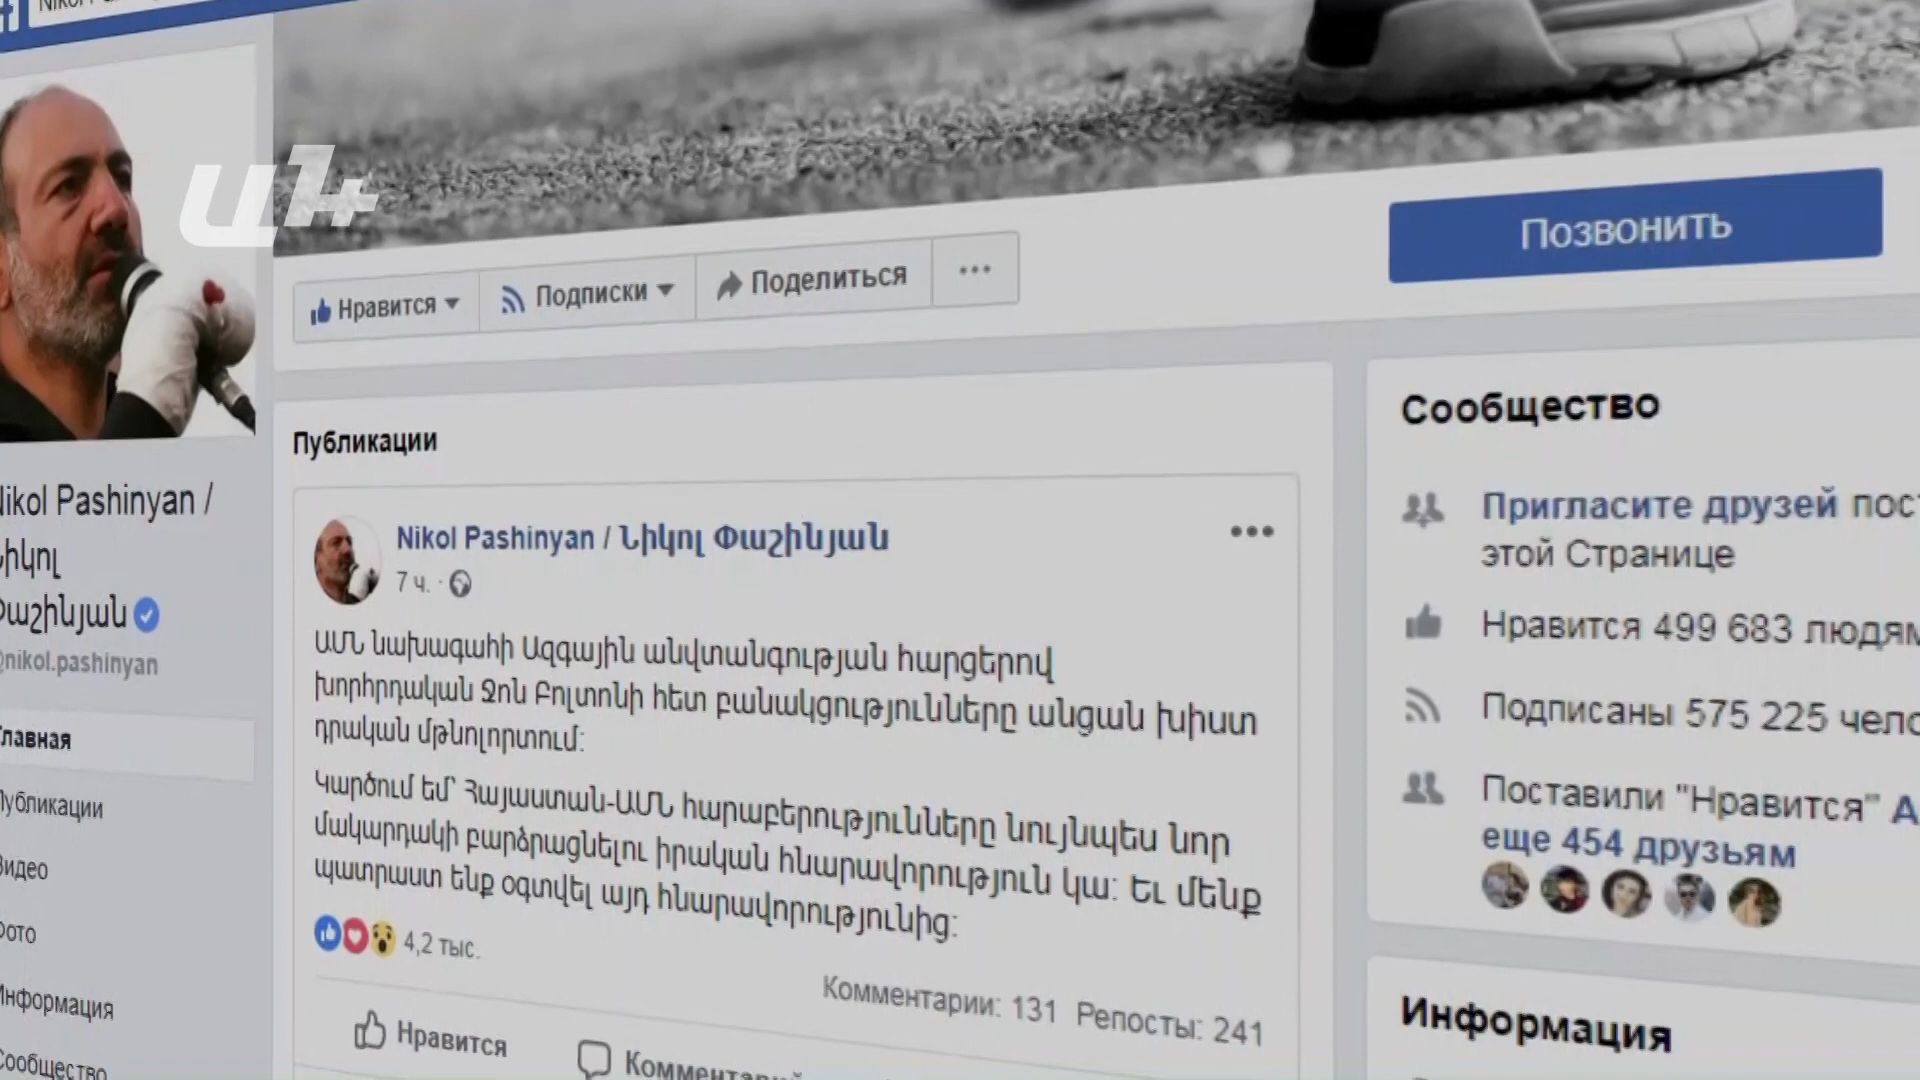 ա1+
Позвонить
Нравится
Подписки
Поделиться
Публикации
Nikol Pashinyan / Նիկոլ Փաշինյան
7 ч.
ԱՄՆ նախագահի Ազգային անվտանգության հարցերով
խորհրդական Ջոն Բոլտոնի հետ բանակցությունները անցան խիստ
դրական մթնոլորտում:
Կարծում եմ՝ Հայաստան-ԱՄՆ հարաբերությունները նույնպես նոր
մակարդակի բարձրացնելու իրական հնարավորություն կա: Եւ մենք
պատրաստ ենք օգտվել այդ հնարավորությունից:
4,2 тыс.
Комментарии: 131 Репосты: 241
Нравится
Nikol Pashinyan /
Նիկոլ
Փաշինյան
@nikol.pashinyan
Главная
Публикации
Видео
Фото
Информация
Сообщество
Сообщество
Пригласите друзей
этой Странице
Нравится 499 683 людям
Подписаны 575 225
Поставили "Нравится"
еще 454 друзьям
Информация